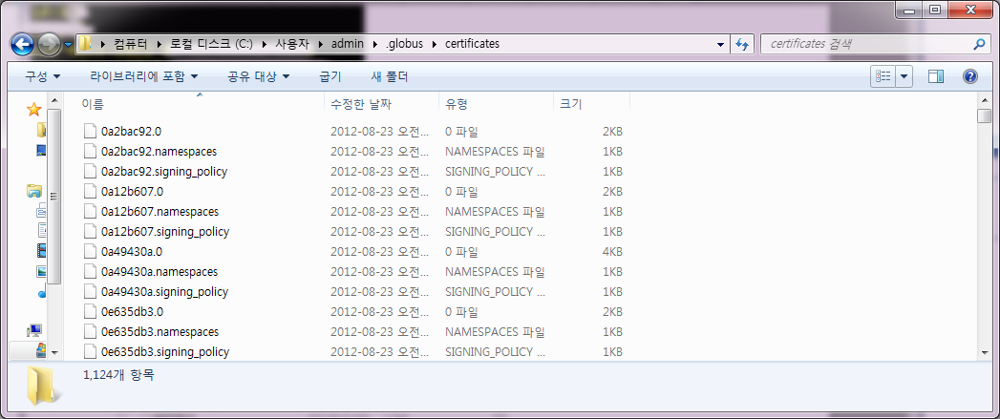 컴퓨터 로컬 디스크 (C:) 사용자 admin .globus certificates certificates 검색
구성 라이브러리에 포함 공유 대상 굽기 새 폴더
이름 수정한 날짜 유형 크기
0a2bac92.0 2012-08-23 오전... 0 파일 2KB
0a2bac92.namespaces 2012-08-23 오전... NAMESPACES 파일 1KB
0a2bac92.signing_policy 2012-08-23 오전... SIGNING_POLICY ... 1KB
0a12b607.0 2012-08-23 오전... 0 파일 2KB
0a12b607.namespaces 2012-08-23 오전... NAMESPACES 파일 1KB
0a12b607.signing_policy 2012-08-23 오전... SIGNING_POLICY ... 1KB
0a49430a.0 2012-08-23 오전... 0 파일 4KB
0a49430a.namespaces 2012-08-23 오전... NAMESPACES 파일 1KB
0a49430a.signing_policy 2012-08-23 오전... SIGNING_POLICY ... 1KB
0e635db3.0 2012-08-23 오전... 0 파일 2KB
0e635db3.namespaces 2012-08-23 오전... NAMESPACES 파일 1KB
0e635db3.signing_policy 2012-08-23 오전... SIGNING_POLICY ... 1KB
1,124개 항목